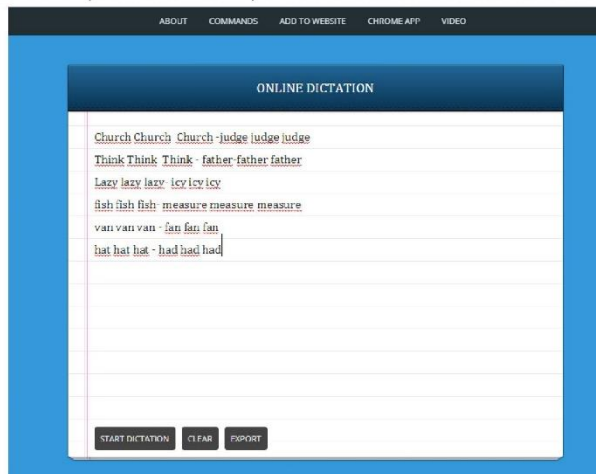 ABOUT COMMANDS ADD TO WEBSITE CHROME APP VIDEO
ONLINE DICTATION
Church Church Church -judge judge judge
Think Think Think - father-father father
Lazy lazy lazy- icy icy icy
fish fish fish- measure measure measure
van van van - fan fan fan
hat hat hat - had had had
START DICTATION CLEAR EXPORT